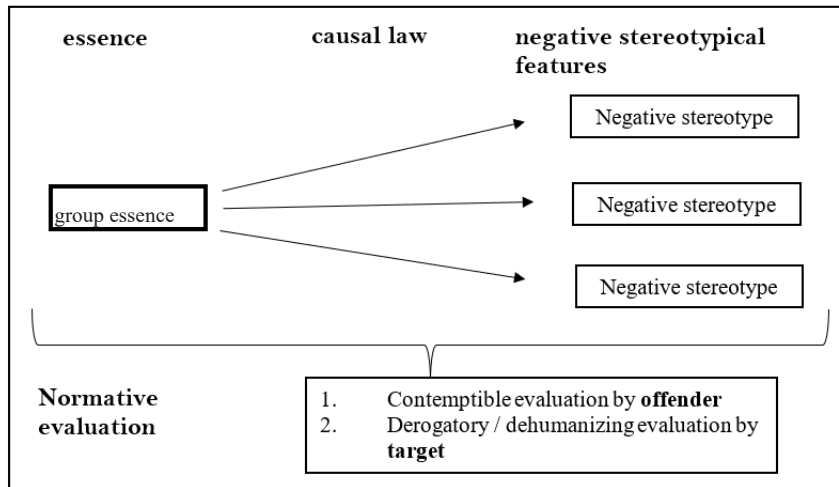 essence
causal law
negative stereotypical
features
Negative stereotype
group essence
Negative stereotype
Negative stereotype
Normative
evaluation
1. Contemptible evaluation by offender
2. Derogatory / dehumanizing evaluation by
target